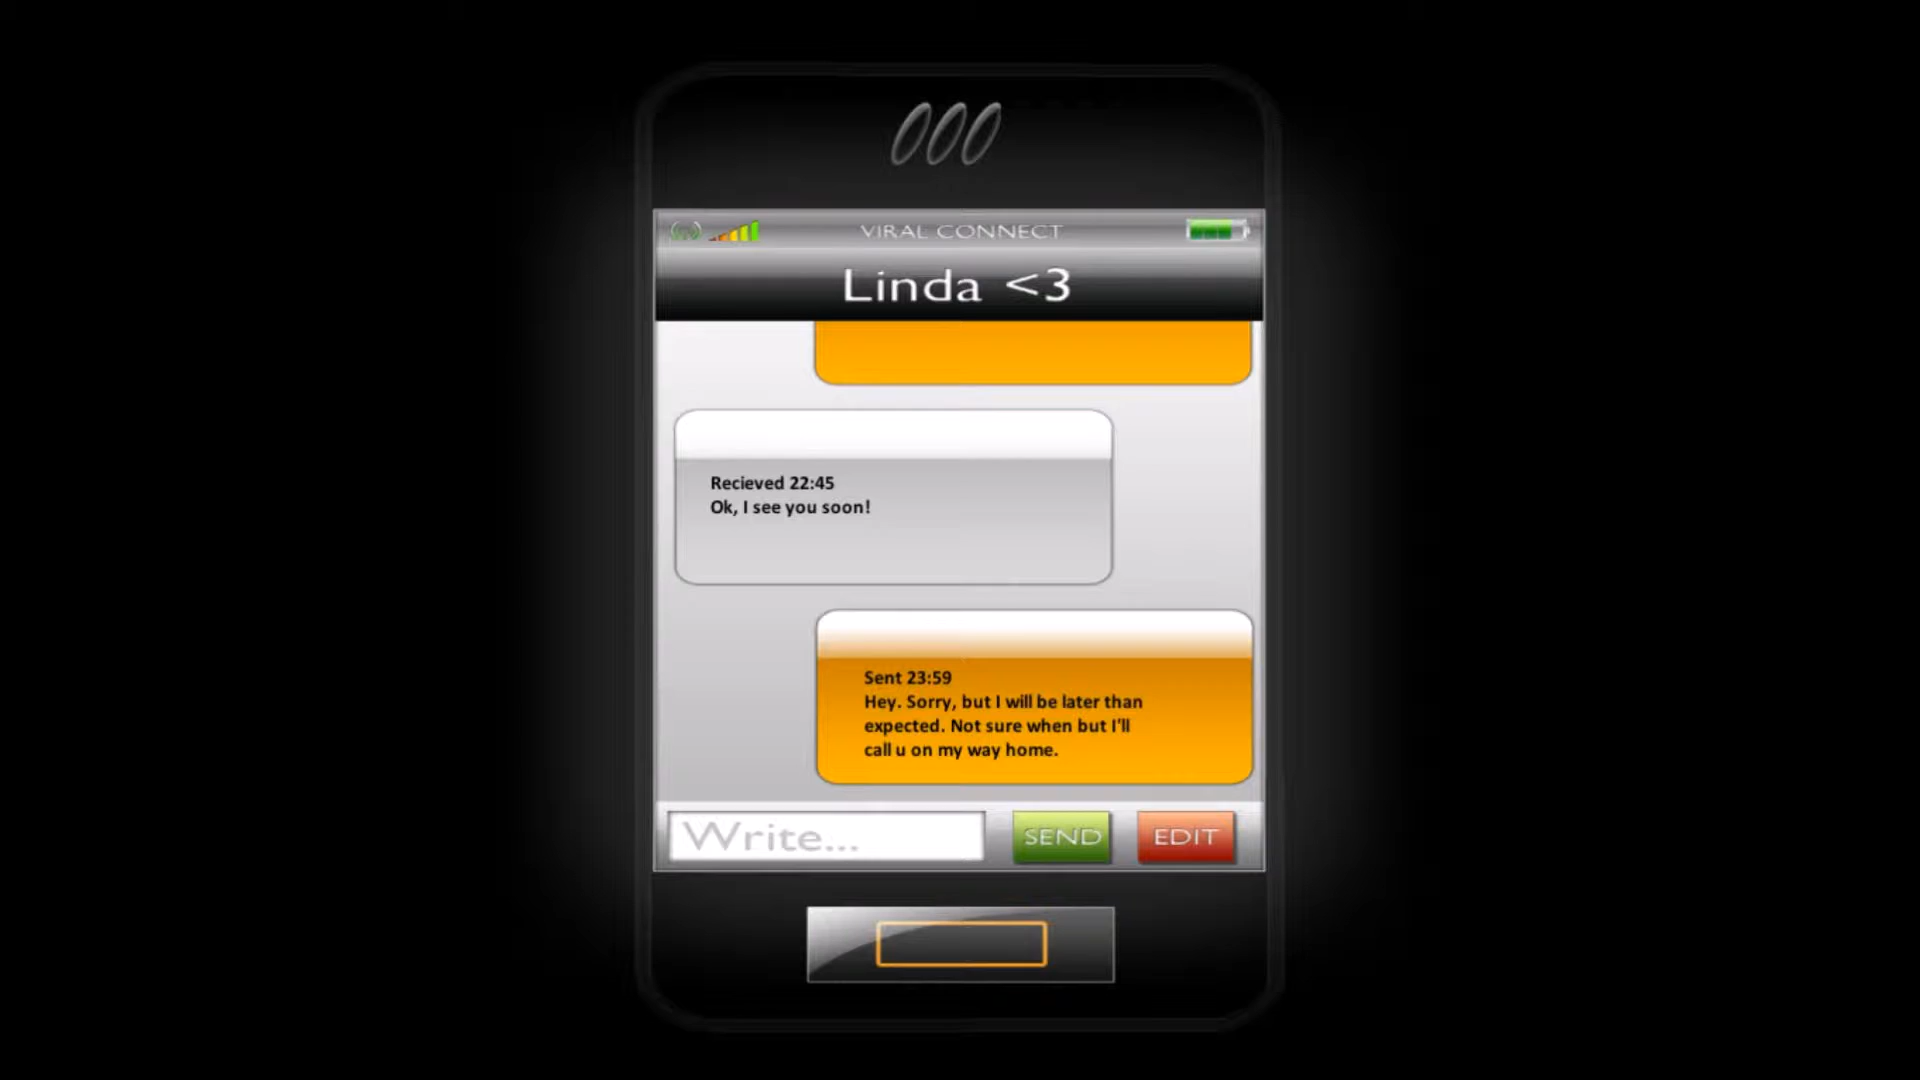 VIRAL CONNECT
Linda <3
Recieved 22:45
Ok, I see you soon!
Sent 23:59
Hey. Sorry, but I will be later than
expected. Not sure when but I'll
call u on my way home.
Write...
SEND
EDIT